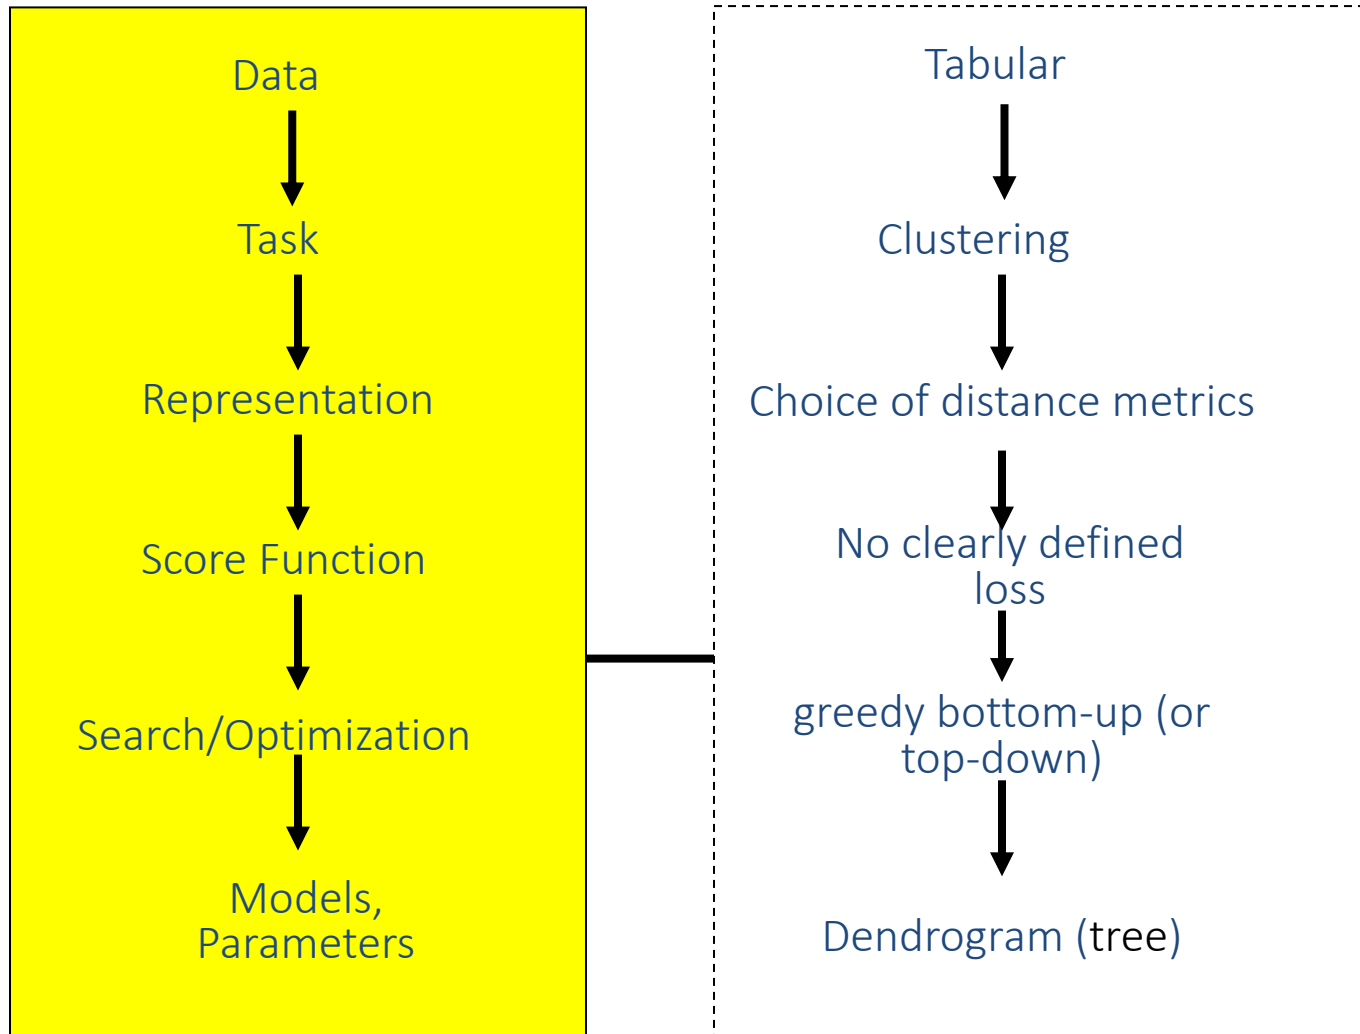 Data
Task
Representation
Score Function
Search/Optimization
Models,
Parameters
Tabular
Clustering
Choice of distance metrics
No clearly defined
loss
greedy bottom-up (or
top-down)
Dendrogram (tree)